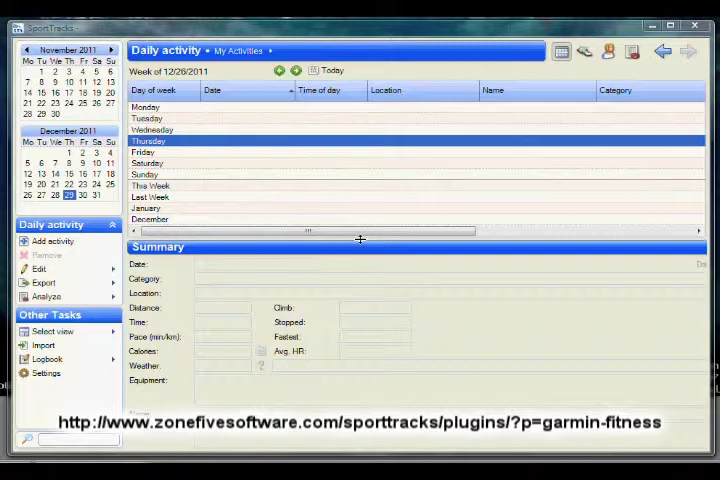 SportTracks
November 2011
Mo Tu We Th Fr Sa Su
1 2 3 4 5 6
7 8 9 10 11 12 13
14 15 16 17 18 19 20
21 22 23 24 25 26 27
28 29 30
December 2011
Mo Tu We Th Fr Sa Su
1 2 3 4
5 6 7 8 9 10 11
12 13 14 15 16 17 18
19 20 21 22 23 24 25
26 27 28 29 30 31
Daily activity
Add activity
Remove
Edit
Export
Analyze
Other Tasks
Select view
Import
Logbook
Settings
Daily activity • My Activities
Week of 12/26/2011
Today
Day of week Date Time of day Location Name Category
Monday
Tuesday
Wednesday
Thursday
Friday
Saturday
Sunday
This Week
Last Week
January
December
Summary
Date:
Category:
Location:
Distance: Climb:
Time: Stopped:
Pace (min/km): Fastest:
Calories: Avg. HR:
Weather: ?
Equipment:
http://www.zonefivesoftware.com/sporttracks/plugins/?p=garmin-fitness